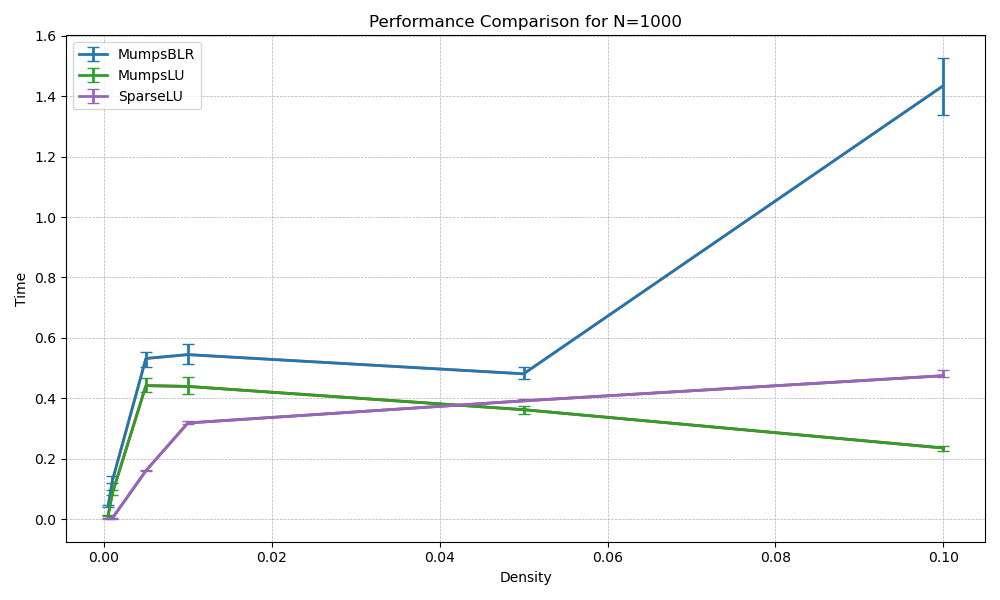 Performance Comparison for N=1000
MumpsBLR
MumpsLU
SparseLU
Time
1.6
1.4
1.2
1.0
0.8
0.6
0.4
0.2
0.0
0.00 0.02 0.04 0.06 0.08 0.10
Density